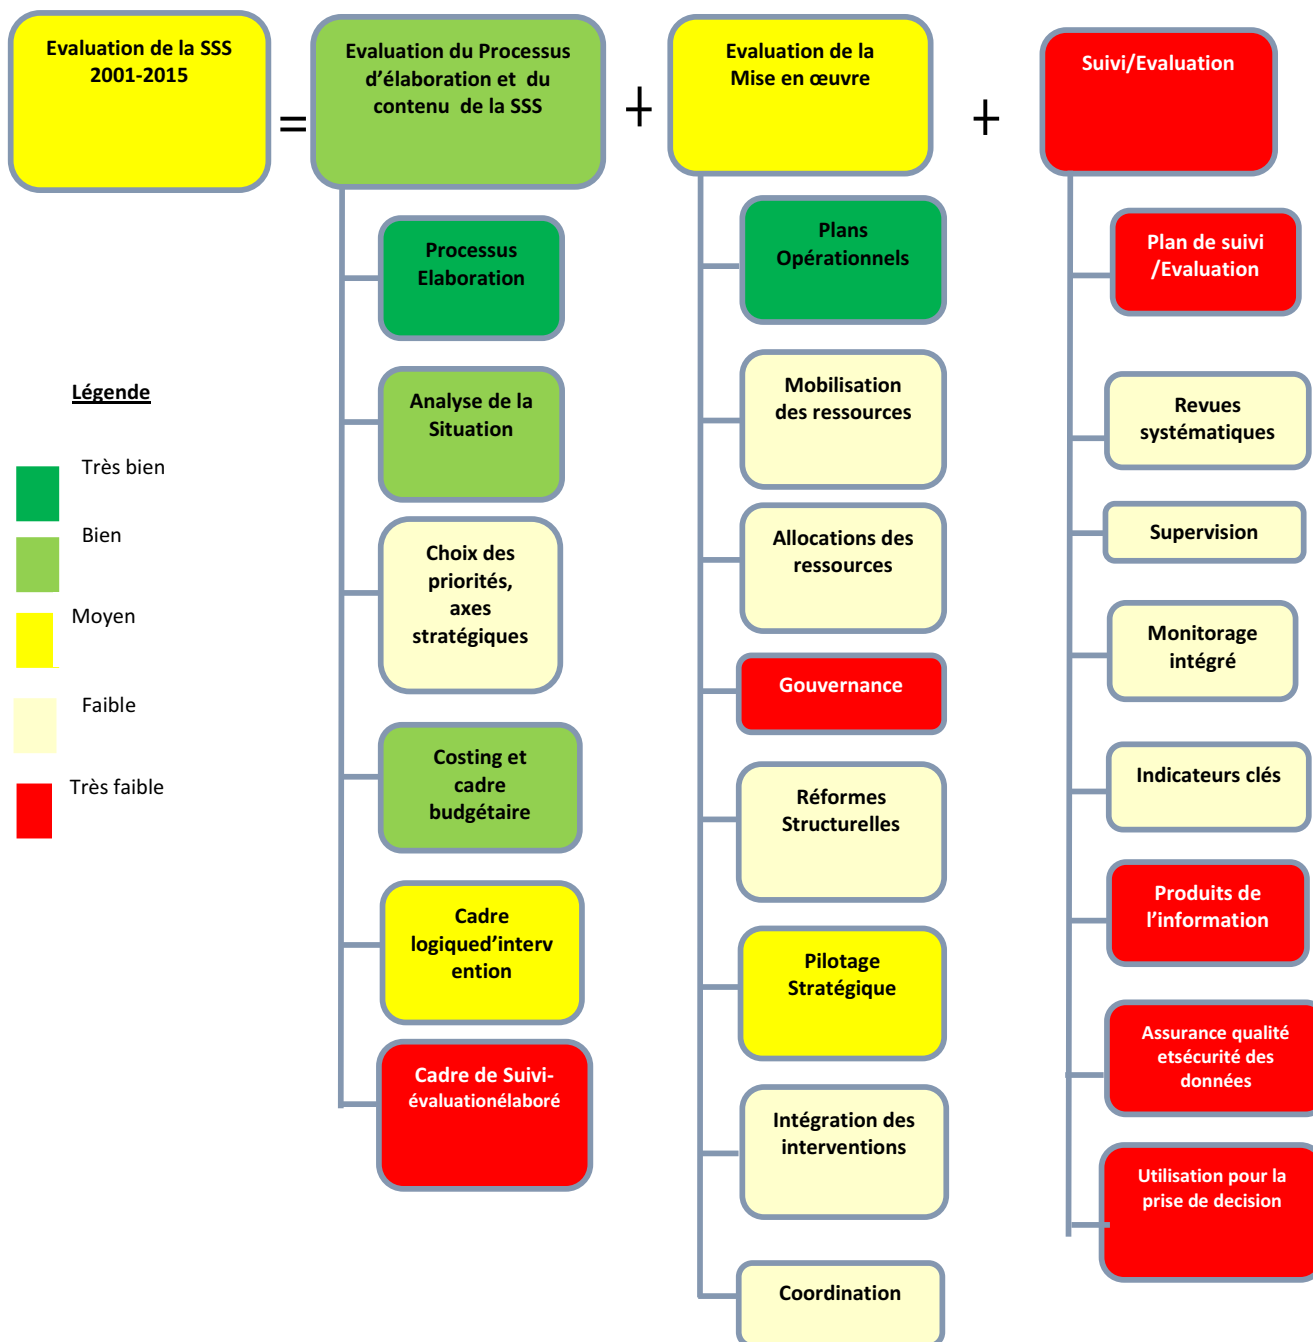 Evaluation de la SSS
2001-2015
=
Evaluation du Processus
d’élaboration et du
contenu de la SSS
+
Evaluation de la
Mise en œuvre
+
Suivi/Evaluation
Légende
Très bien
Bien
Moyen
Faible
Très faible
Processus
Elaboration
Analyse de la
Situation
Choix des
priorités,
axes
stratégiques
Costing et
cadre
budgétaire
Cadre
logiqued’interv
ention
Cadre de Suivi-
évaluationélaboré
Plans
Opérationnels
Mobilisation
des ressources
Allocations des
ressources
Gouvernance
Réformes
Structurelles
Pilotage
Stratégique
Intégration des
interventions
Coordination
Plan de suivi
/Evaluation
Revues
systématiques
Supervision
Monitorage
intégré
Indicateurs clés
Produits de
l’information
Assurance qualité
etsécurité des
données
Utilisation pour la
prise de decision